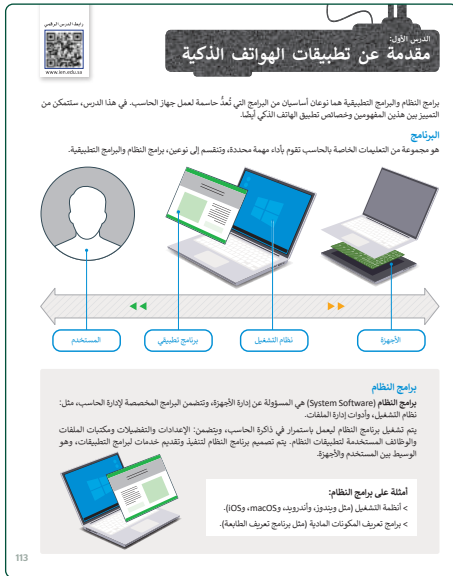 رابط الدرس الرقمي
www.ien.edu.sa
الدرس الأول:
مقدمة عن تطبيقات الهواتف الذكية
برامج النظام والبرامج التطبيقية هما نوعان أساسيان من البرامج التي تُعدُّ حاسمة لعمل جهاز الحاسب. في هذا الدرس، ستتمكن من
التمييز بين هذين المفهومين وخصائص تطبيق الهاتف الذكي أيضًا.
البرنامج
هو مجموعة من التعليمات الخاصة بالحاسب تقوم بأداء مهمة محددة، وتنقسم إلى نوعين، برامج النظام والبرامج التطبيقية.
الأجهزة
نظام التشغيل
برنامج تطبيقي
المستخدم
برامج النظام
برامج النظام (System Software) هي المسؤولة عن إدارة الأجهزة، وتتضمن البرامج المخصصة لإدارة الحاسب، مثل:
نظام التشغيل، وأدوات إدارة الملفات.
يتم تشغيل برنامج النظام ليعمل باستمرار في ذاكرة الحاسب، ويتضمن: الإعدادات والتفضيلات ومكتبات الملفات
والوظائف المستخدمة لتطبيقات النظام. يتم تصميم برنامج النظام لتنفيذ وتقديم خدمات لبرامج التطبيقات، وهو
الوسيط بين المستخدم والأجهزة.
أمثلة على برامج النظام:
> أنظمة التشغيل (مثل ويندوز، وأندرويد، وmacOS، وiOS).
> برامج تعريف المكونات المادية (مثل برنامج تعريف الطابعة).
113